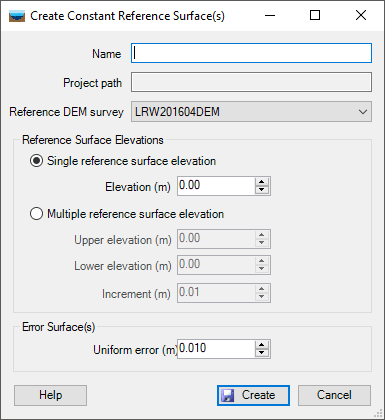 Create Constant Reference Surface(s)
Name
Project path
Reference DEM survey LRW201604DEM
Reference Surface Elevations
Single reference surface elevation
Elevation (m) 0.00
Multiple reference surface elevation
Upper elevation (m) 0.00
Lower elevation (m) 0.00
Increment (m) 0.01
Error Surface(s)
Uniform error (m) 0.010
Help Create Cancel